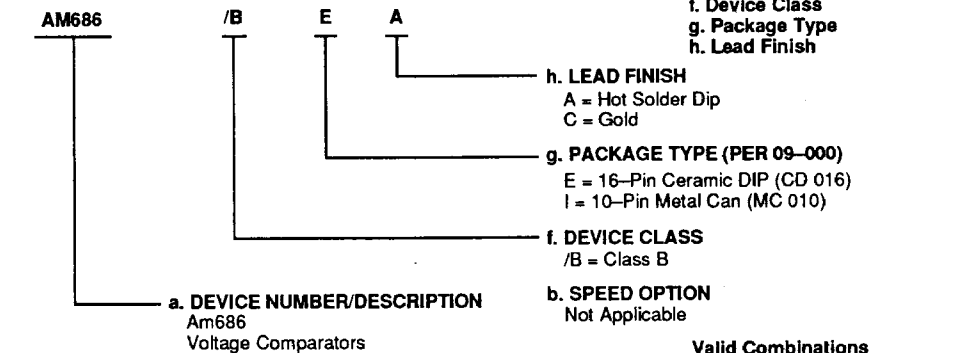 f. Device Class
g. Package Type
h. Lead Finish
AM686 /B E A
h. LEAD FINISH
A = Hot Solder Dip
C = Gold
g. PACKAGE TYPE (PER 09–000)
E = 16–Pin Ceramic DIP (CD 016)
I = 10–Pin Metal Can (MC 010)
f. DEVICE CLASS
/B = Class B
a. DEVICE NUMBER/DESCRIPTION
Am686
Voltage Comparators
b. SPEED OPTION
Not Applicable
Valid Combinations